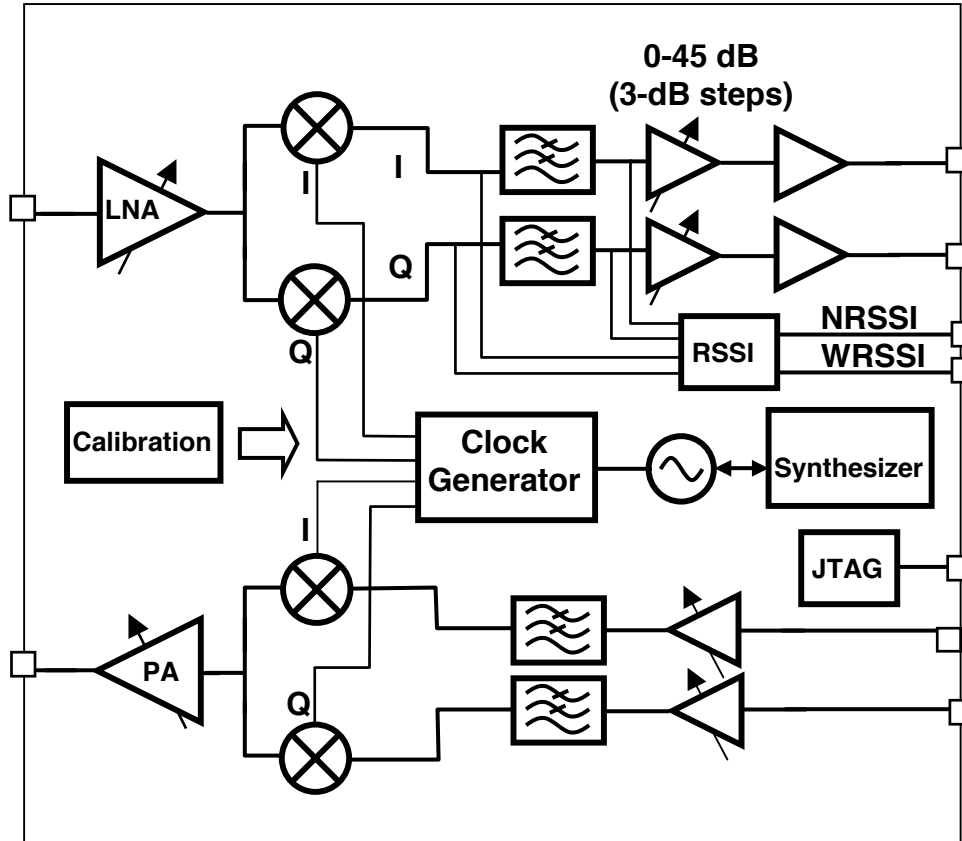 0-45 dB
(3-dB steps)
LNA
I
I
Q
Q
NRSSI
RSSI
WRSSI
Calibration
Clock
Generator
Synthesizer
I
JTAG
PA
Q